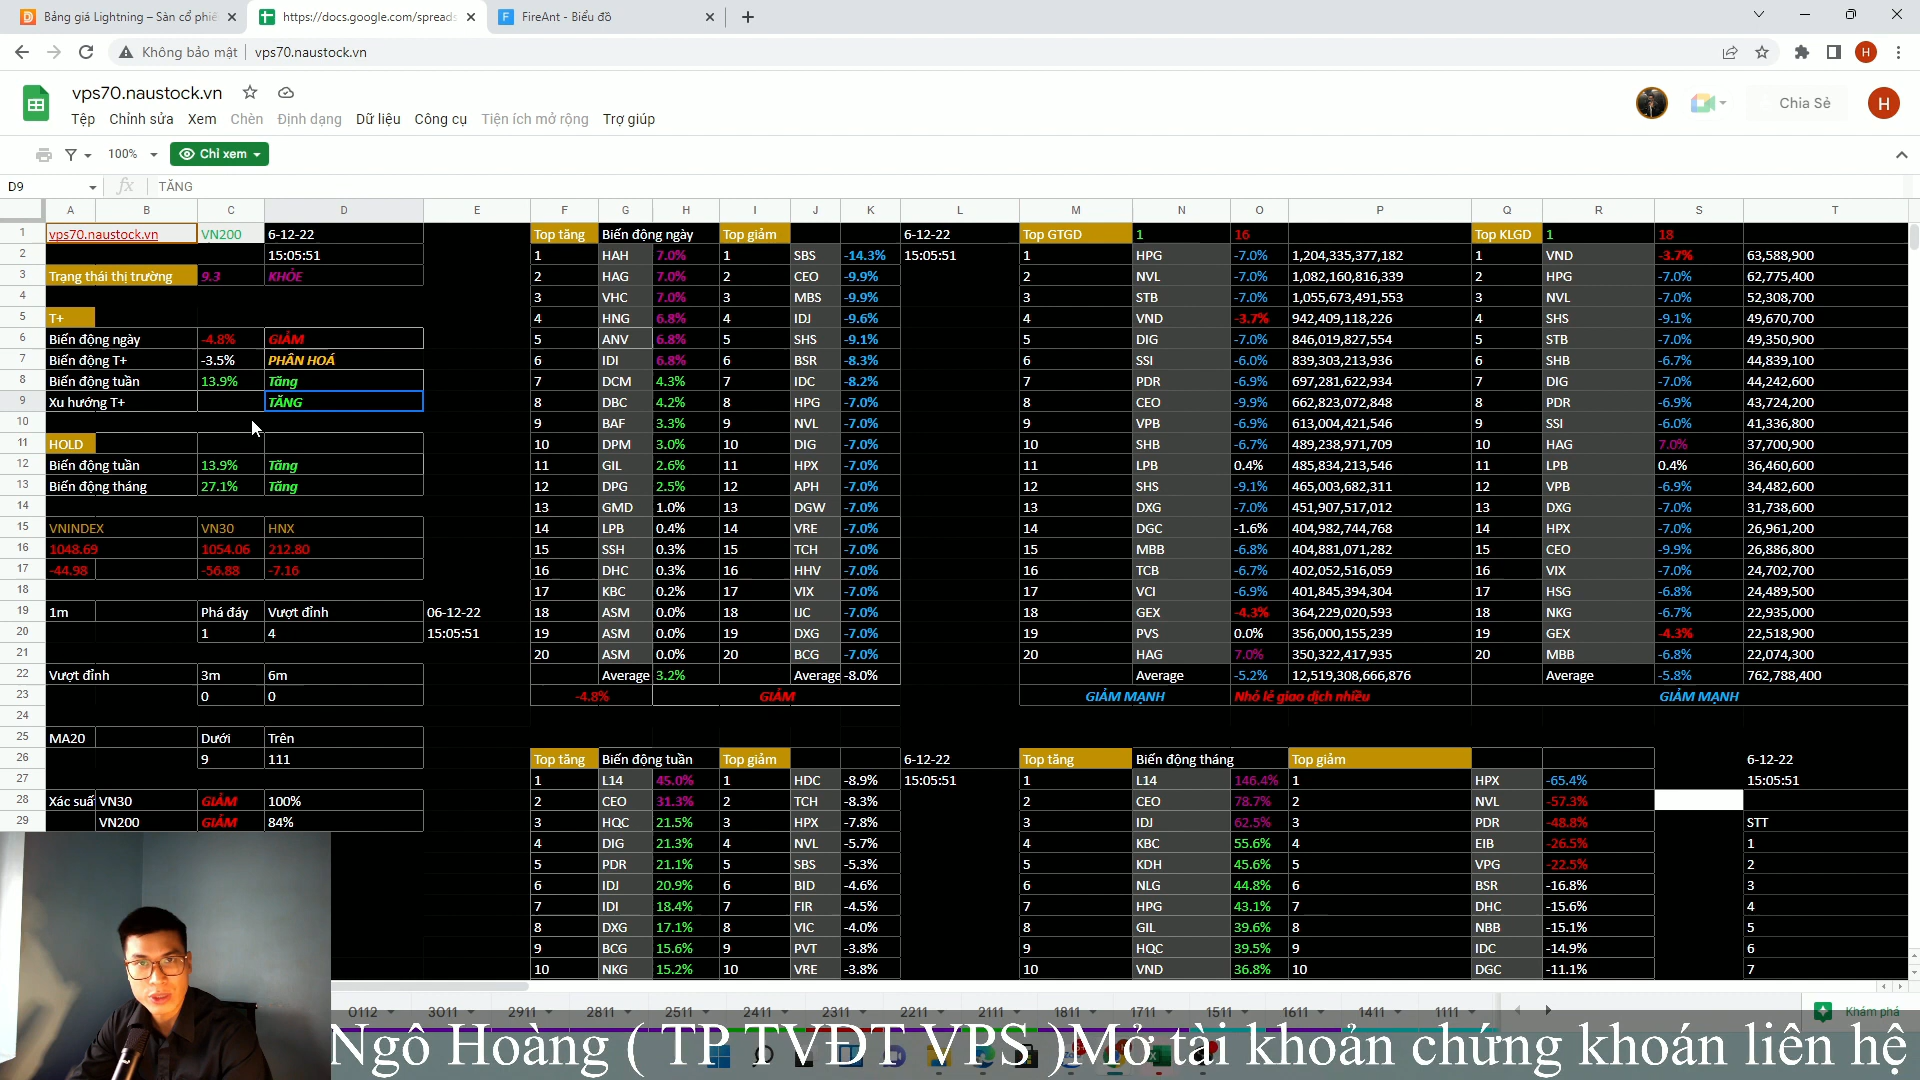 Bảng giá Lightning – Sàn cổ phiế
https://docs.google.com/spreads
FireAnt - Biểu đồ
Không bảo mật vps70.naustock.vn
vps70.naustock.vn
Tệp Chỉnh sửa Xem Chèn Định dạng Dữ liệu Công cụ Tiện ích mở rộng Trợ giúp
Chia Sẻ H
100% Chỉ xem
D9 fx TĂNG
A B C D E F G H I J K L M N O P Q R S T
1 vps70.naustock.vn VN200 6-12-22 Top tăng Biến động ngày Top giảm 6-12-22 Top GTGD 1 16 Top KLGD 1 18
2 15:05:51 1 HAH 7.0% 1 SBS -14.3% 15:05:51 1 HPG -7.0% 1,204,335,377,182 1 VND -3.7% 63,588,900
3 Trạng thái thị trường 9.3 KHỎE 2 HAG 7.0% 2 CEO -9.9% 2 NVL -7.0% 1,082,160,816,339 2 HPG -7.0% 62,775,400
4 3 VHC 7.0% 3 MBS -9.9% 3 STB -7.0% 1,055,673,491,553 3 NVL -7.0% 52,308,700
5 T+ 4 HNG 6.8% 4 IDJ -9.6% 4 VND -3.7% 942,409,118,226 4 SHS -9.1% 49,670,700
6 Biến động ngày -4.8% GIẢM 5 ANV 6.8% 5 SHS -9.1% 5 DIG -7.0% 846,019,827,554 5 STB -7.0% 49,350,900
7 Biến động T+ -3.5% PHÂN HOÁ 6 IDI 6.8% 6 BSR -8.3% 6 SSI -6.0% 839,303,213,936 6 SHB -6.7% 44,839,100
8 Biến động tuần 13.9% Tăng 7 DCM 4.3% 7 IDC -8.2% 7 PDR -6.9% 697,281,622,934 7 DIG -7.0% 44,242,600
9 Xu hướng T+ TĂNG 8 DBC 4.2% 8 HPG -7.0% 8 CEO -9.9% 662,823,072,848 8 PDR -6.9% 43,724,200
10 9 BAF 3.3% 9 NVL -7.0% 9 VPB -6.9% 613,004,421,546 9 SSI -6.0% 41,336,800
11 HOLD 10 DPM 3.0% 10 DIG -7.0% 10 SHB -6.7% 489,238,971,709 10 HAG 7.0% 37,700,900
12 Biến động tuần 13.9% Tăng 11 GIL 2.6% 11 HPX -7.0% 11 LPB 0.4% 485,834,213,546 11 LPB 0.4% 36,460,600
13 Biến động tháng 27.1% Tăng 12 DPG 2.5% 12 APH -7.0% 12 SHS -9.1% 465,003,682,311 12 VPB -6.9% 34,482,600
14 13 GMD 1.0% 13 DGW -7.0% 13 DXG -7.0% 451,907,517,012 13 DXG -7.0% 31,738,600
15 VNINDEX VN30 HNX 14 LPB 0.4% 14 VRE -7.0% 14 DGC -1.6% 404,982,744,768 14 HPX -7.0% 26,961,200
16 1048.69 1054.06 212.80 15 SSH 0.3% 15 TCH -7.0% 15 MBB -6.8% 404,881,071,282 15 CEO -9.9% 26,886,800
17 -44.98 -56.88 -7.16 16 DHC 0.3% 16 HHV -7.0% 16 TCB -6.7% 402,052,516,059 16 VIX -7.0% 24,702,700
18 17 KBC 0.2% 17 VIX -7.0% 17 VCI -6.9% 401,845,394,304 17 HSG -6.8% 24,489,500
19 1m Phá đáy Vượt đỉnh 06-12-22 18 ASM 0.0% 18 IJC -7.0% 18 GEX -4.3% 364,229,020,593 18 NKG -6.7% 22,935,000
20 1 4 15:05:51 19 ASM 0.0% 19 DXG -7.0% 19 PVS 0.0% 356,000,155,239 19 GEX -4.3% 22,518,900
21 20 ASM 0.0% 20 BCG -7.0% 20 HAG 7.0% 350,322,417,935 20 MBB -6.8% 22,074,300
22 Vượt đỉnh 3m 6m Average 3.2% Average -8.0% Average -5.2% 12,519,308,666,876 Average -5.8% 762,788,400
23 0 0 -4.8% GIẢM GIẢM MẠNH Nhỏ lẻ giao dịch nhiều GIẢM MẠNH
24
25 MA20 Dưới Trên
26 9 111 Top tăng Biến động tuần Top giảm 6-12-22 Top tăng Biến động tháng Top giảm 6-12-22
27 1 L14 45.0% 1 HDC -8.9% 15:05:51 1 L14 146.4% 1 HPX -65.4% 15:05:51
28 Xác suấ VN30 GIẢM 100% 2 CEO 31.3% 2 TCH -8.3% 2 CEO 78.7% 2 NVL -57.3%
29 VN200 GIẢM 84% 3 HQC 21.5% 3 HPX -7.8% 3 IDJ 62.5% 3 PDR -48.8% STT
4 DIG 21.3% 4 NVL -5.7% 4 KBC 55.6% 4 EIB -26.5% 1
5 PDR 21.1% 5 SBS -5.3% 5 KDH 45.6% 5 VPG -22.5% 2
6 IDJ 20.9% 6 BID -4.6% 6 NLG 44.8% 6 BSR -16.8% 3
7 IDI 18.4% 7 FIR -4.5% 7 HPG 43.1% 7 DHC -15.6% 4
8 DXG 17.1% 8 VIC -4.0% 8 GIL 39.6% 8 NBB -15.1% 5
9 BCG 15.6% 9 PVT -3.8% 9 HQC 39.5% 9 IDC -14.9% 6
10 NKG 15.2% 10 VRE -3.8% 10 VND 36.8% 10 DGC -11.1% 7
0112 3011 2911 2811 2511 2411 2311 2211 2111 1811 1711 1511 1611 1411 1111 Khám phá
Ngô Hoàng ( TP TVĐT VPS )Mở tài khoản chứng khoán liên hệ